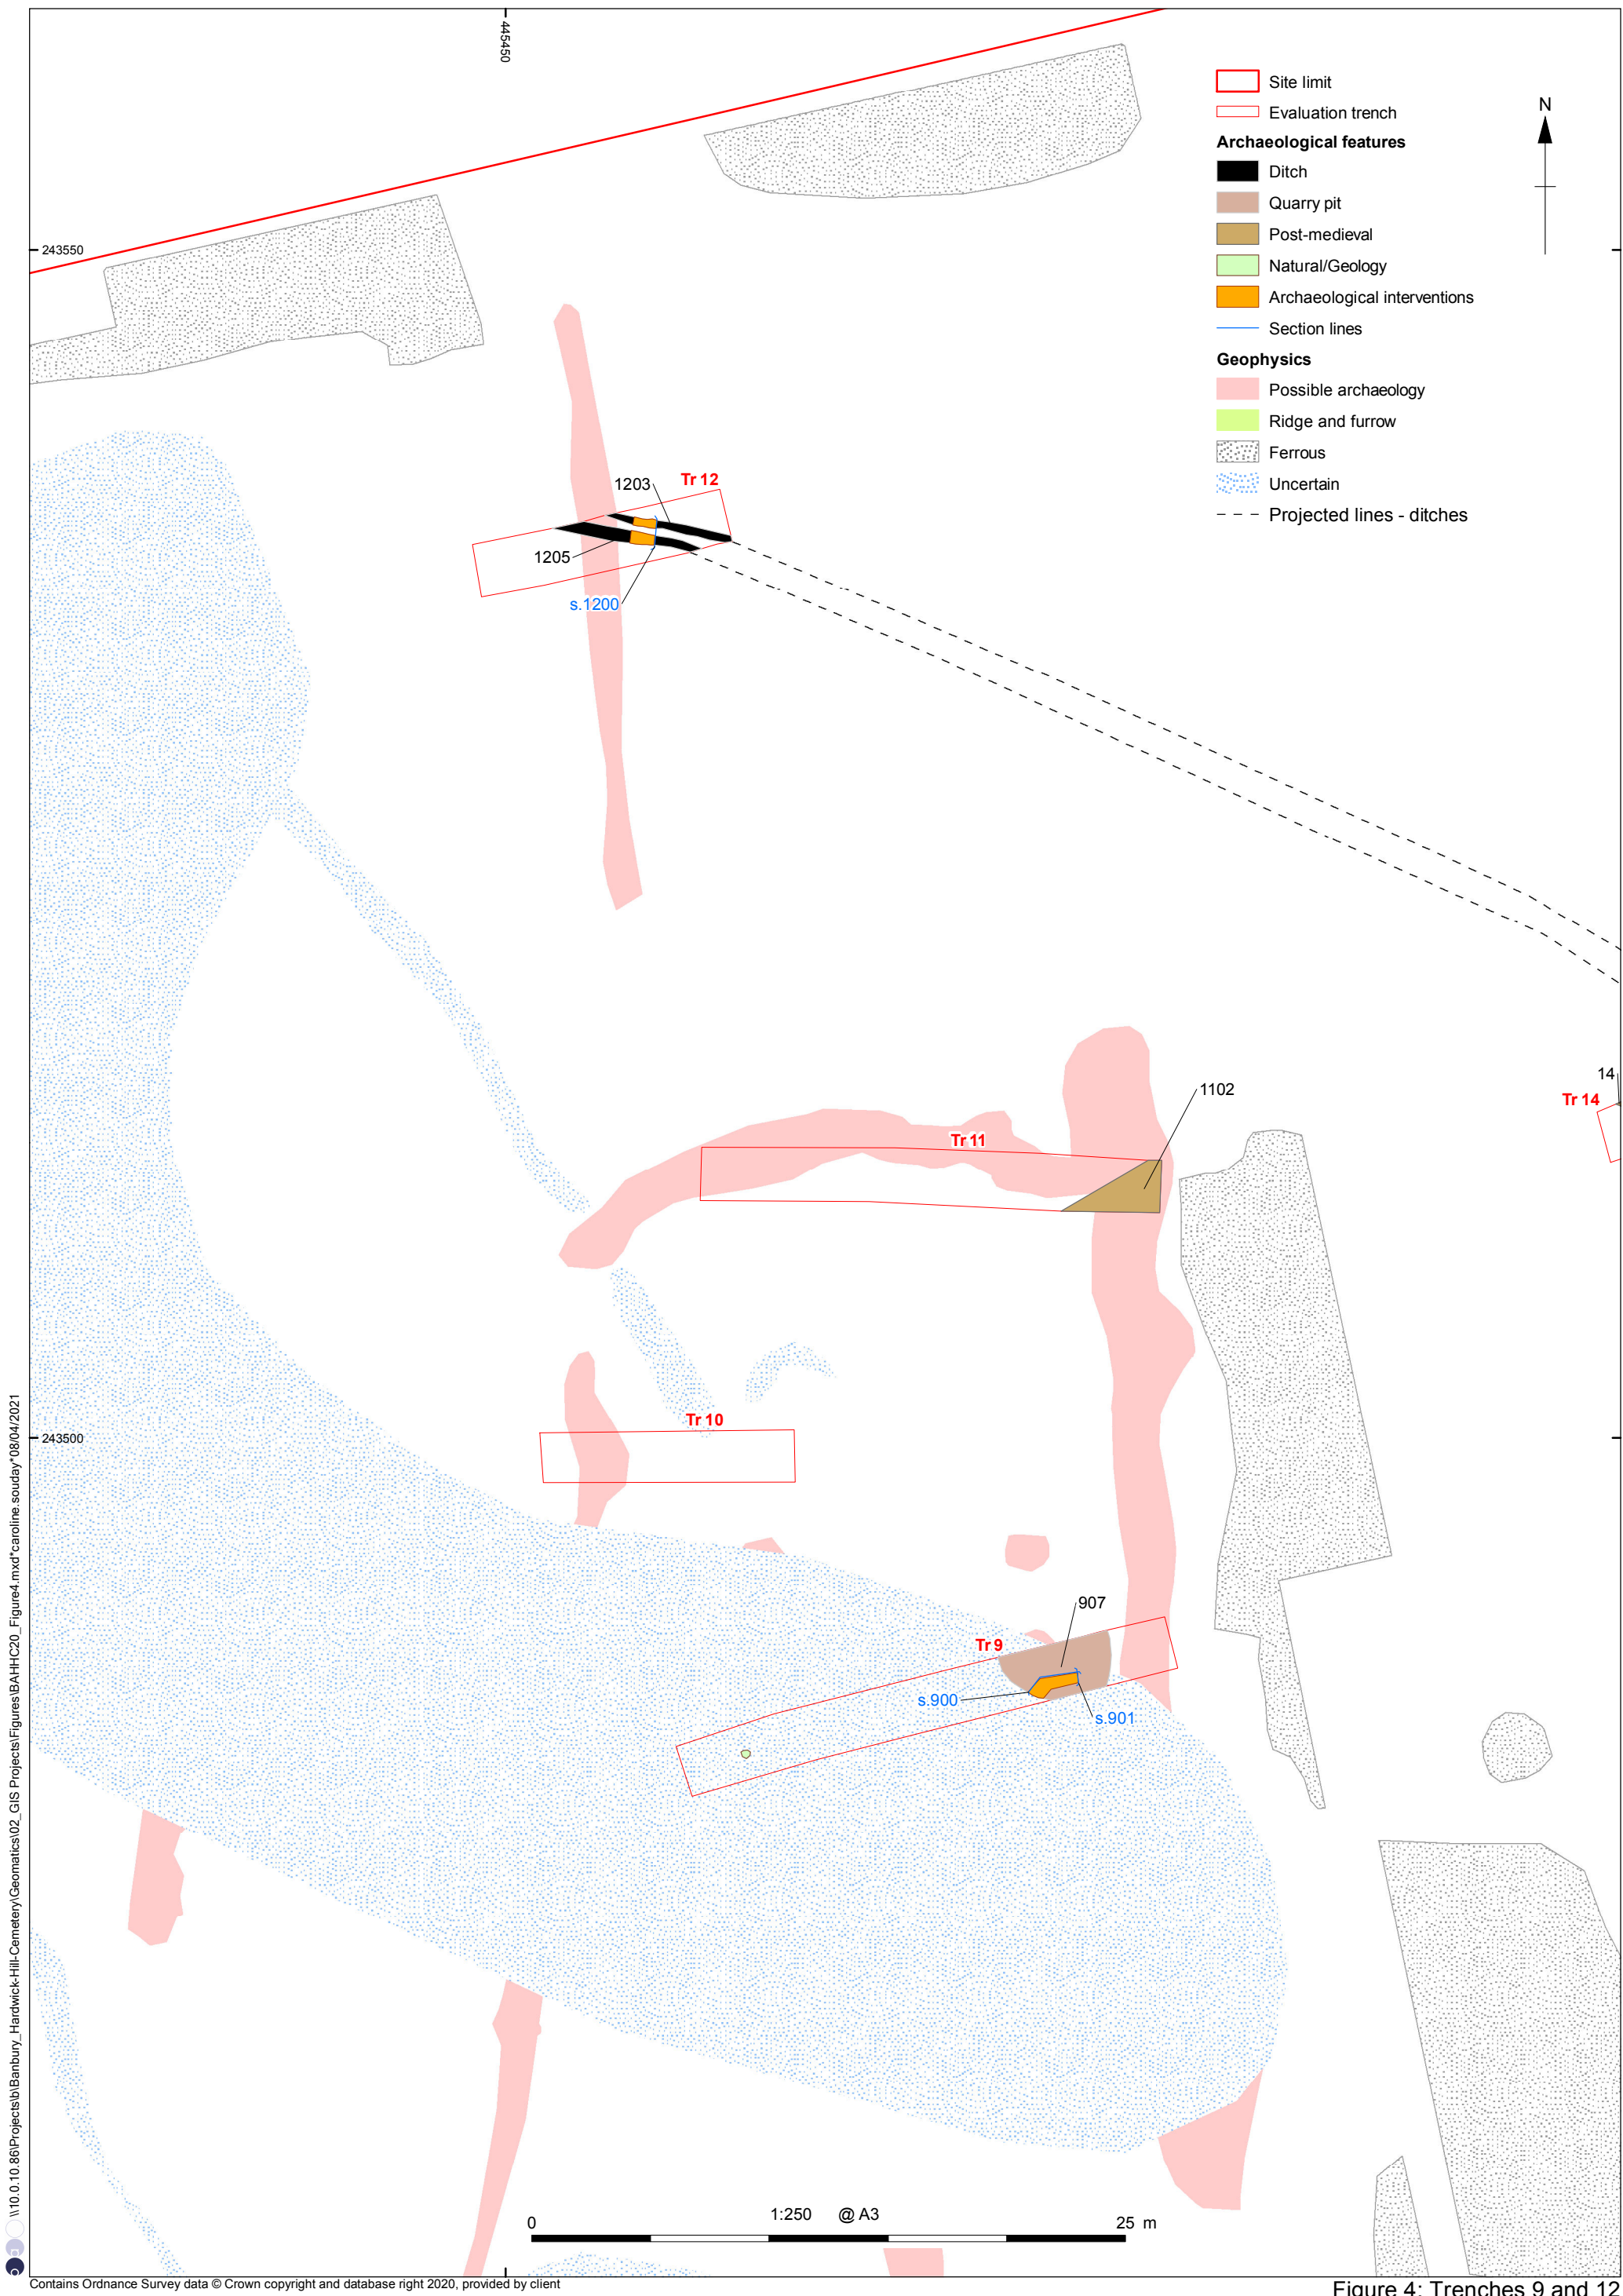 445450
Site limit
Evaluation trench
Archaeological features
Ditch
Quarry pit
Post-medieval
Natural/Geology
Archaeological interventions
Section lines
Geophysics
Possible archaeology
Ridge and furrow
Ferrous
Uncertain
Projected lines - ditches
N
243550
1203
Tr 12
1205
s.1200
14
Tr 14
1102
Tr 11
Tr 10
243500
907
Tr 9
s.900
s.901
1:250 @ A3
0 25 m
\\10.0.10.86\Projects\b\Banbury_Hardwick-Hill-Cemetery\Geomatics\02_GIS Projects\Figures\BAHHC20_Figure4.mxd*caroline.souday*08/04/2021
Contains Ordnance Survey data © Crown copyright and database right 2020, provided by client
Figure 4: Trenches 9 and 12